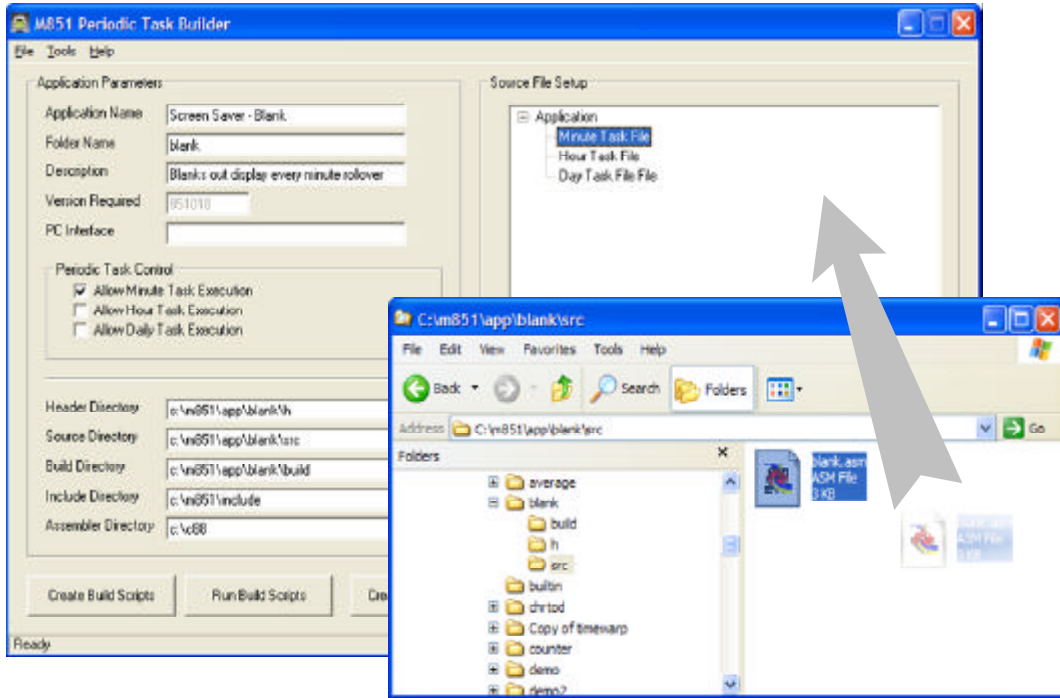 M851 Periodic Task Builder
File Tools Help
Application Parameters
Application Name Screen Saver - Blank
Folder Name blank
Description Blanks out display every minute rollover
Version Required 851018
PC Interface
Periodic Task Control
Allow Minute Task Execution
Allow Hour Task Execution
Allow Daily Task Execution
Header Directory c:\m851\app\blank\h
Source Directory c:\m851\app\blank\src
Build Directory c:\m851\app\blank\build
Include Directory c:\m851\include
Assembler Directory c:\c88
Create Build Scripts Run Build Scripts Cre
Ready
Source File Setup
Application
Minute Task File
Hour Task File
Day Task File File
C:\m851\app\blank\src
File Edit View Favorites Tools Help
Back Search Folders
Address C:\m851\app\blank\src Go
Folders
average
blank
build
h
src
builtin
chrtod
Copy of timewarp
counter
demo
demo2
blank.asm
ASM File
3 KB
ASM File
3 KB